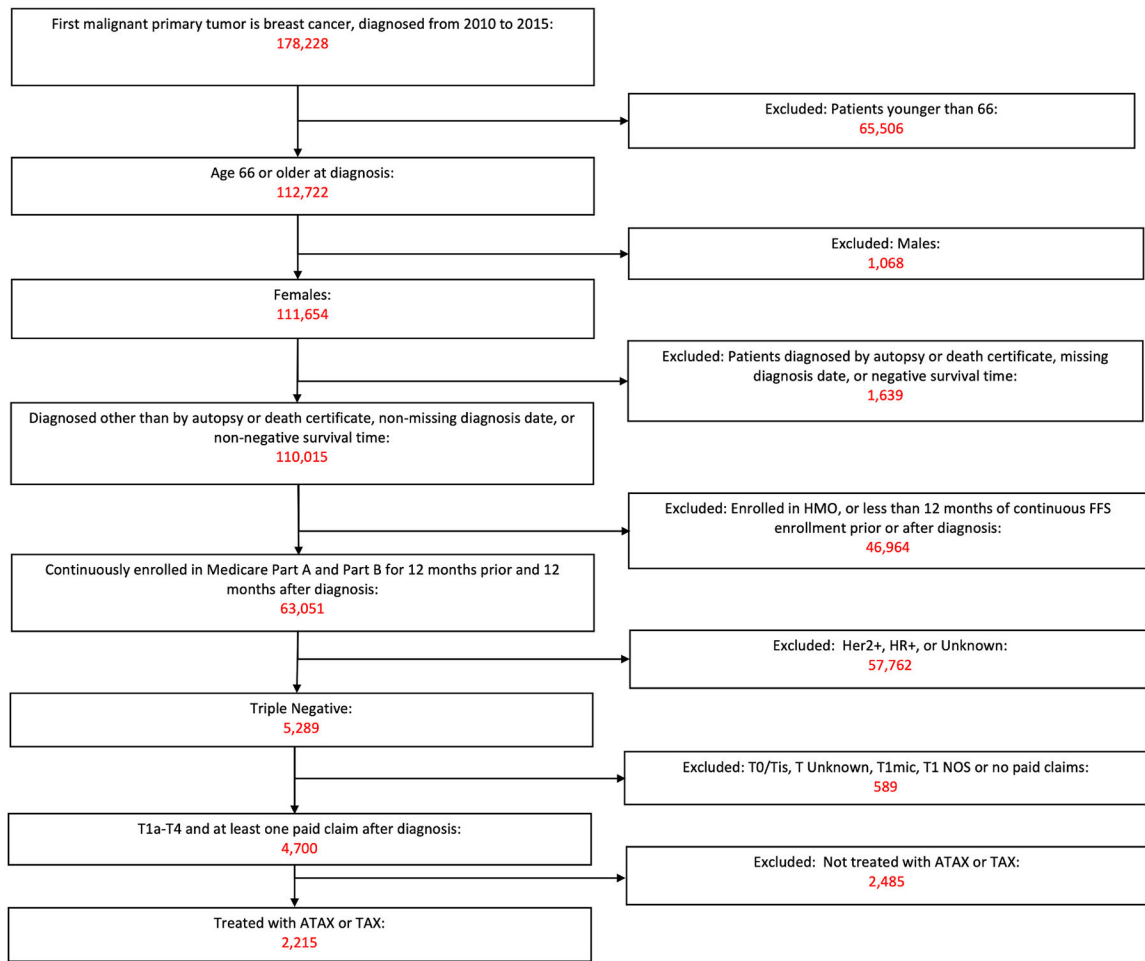 First malignant primary tumor is breast cancer, diagnosed from 2010 to 2015:
178,228
Excluded: Patients younger than 66:
65,506
Age 66 or older at diagnosis:
112,722
Excluded: Males:
1,068
Females:
111,654
Excluded: Patients diagnosed by autopsy or death certificate, missing
diagnosis date, or negative survival time:
1,639
Diagnosed other than by autopsy or death certificate, non-missing diagnosis date, or
non-negative survival time:
110,015
Excluded: Enrolled in HMO, or less than 12 months of continuous FFS
enrollment prior or after diagnosis:
46,964
Continuously enrolled in Medicare Part A and Part B for 12 months prior and 12
months after diagnosis:
63,051
Excluded: Her2+, HR+, or Unknown:
57,762
Triple Negative:
5,289
Excluded: T0/Tis, T Unknown, T1mic, T1 NOS or no paid claims:
589
T1a-T4 and at least one paid claim after diagnosis:
4,700
Excluded: Not treated with ATAX or TAX:
2,485
Treated with ATAX or TAX:
2,215